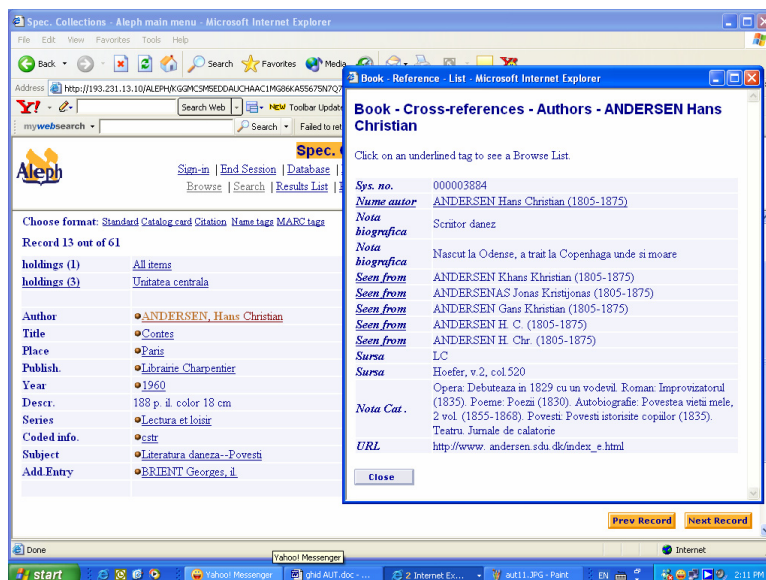 Spec. Collections - Aleph main menu - Microsoft Internet Explorer
File Edit View Favorites Tools Help
Back Search Favorites Media
Address http://193.231.13.10/ALEPH/
Search Web NEW Toolbar Update
mywebsearch Search Failed to ret
Aleph
Spec.
Sign-in | End Session | Database |
Browse | Search | Results List |
Choose format: Standard Catalog card Citation Name tags MARC tags
Record 13 out of 61
holdings (1) All items
holdings (3) Unitatea centrala
Author ANDERSEN, Hans Christian
Title Contes
Place Paris
Publish. Librairie Charpentier
Year 1960
Descr. 188 p. il. color 18 cm
Series Lectura et loisir
Coded info. cstr
Subject Literatura daneza--Povesti
Add.Entry BRIENT Georges, il.
Book - Reference - List - Microsoft Internet Explorer
Book - Cross-references - Authors - ANDERSEN Hans
Christian
Click on an underlined tag to see a Browse List.
Sys. no. 000003884
Nume autor ANDERSEN Hans Christian (1805-1875)
Nota
biografica Scriitor danez
Nota
biografica Nascut la Odense, a trait la Copenhaga unde si moare
Seen from ANDERSEN Khans Khristian (1805-1875)
Seen from ANDERSENAS Jonas Kristijonas (1805-1875)
Seen from ANDERSEN Gans Khristian (1805-1875)
Seen from ANDERSEN H. C. (1805-1875)
Seen from ANDERSEN H. Chr. (1805-1875)
Sursa LC
Sursa Hoefer, v.2, col.520
Nota Cat . Opera: Debuteaza in 1829 cu un vodevil. Roman: Improvizatorul
(1835). Poeme: Poezii (1830). Autobiografie: Povestea vietii mele,
2 vol. (1855-1868). Povesti: Povesti istorisite copiilor (1835).
Teatru. Jurnale de calatorie
URL http://www. andersen.sdu.dk/index_e.html
Close
Prev Record Next Record
Done Internet
Yahoo! Messenger
start Yahoo! Messenger ghid AUT.doc - ... 2 Internet Ex... aut11.JPG - Paint EN 2:11 PM